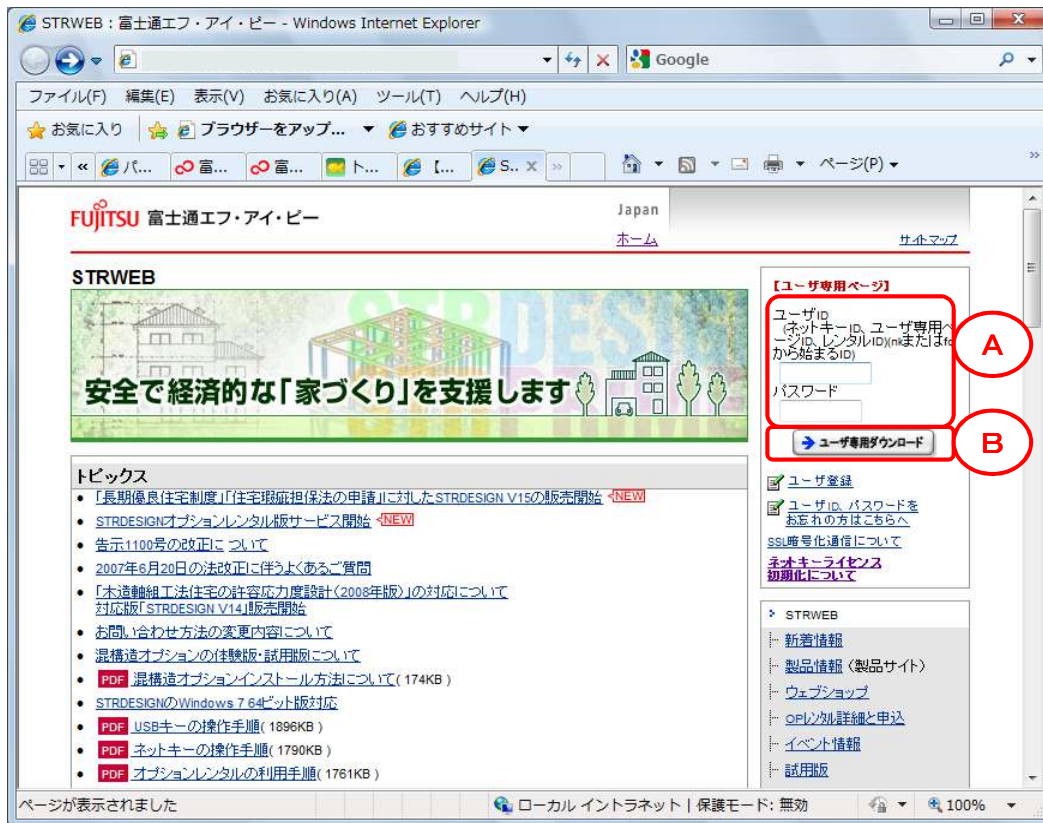 STRWEB：富士通エフ・アイ・ピー - Windows Internet Explorer
Google
ファイル(F) 編集(E) 表示(V) お気に入り(A) ツール(T) ヘルプ(H)
お気に入り ブラウザーをアップ... おすすめサイト
« パ... 富... 富... ト... 【... S.. X » ページ(P) »
FUJITSU 富士通エフ・アイ・ピー
Japan
ホーム
サイトマップ
STRWEB
STRDESIGN
安全で経済的な「家づくり」を支援します
【ユーザ専用ページ】
ユーザID
(ネットキーID、ユーザ専用ペ
ージID、レンタルID)(nkまたはfc
から始まるID)
パスワード
A
ユーザ専用ダウンロード
B
ユーザ登録
ユーザID、パスワードを
お忘れの方はこちらへ
SSL暗号化通信について
ネットキーライセンス
初期化について
トピックス
「長期優良住宅制度」「住宅瑕疵担保法の申請」に対したSTRDESIGN V15の販売開始 NEW
STRDESIGNオプションレンタル版サービス開始 NEW
告示1100号の改正に ついて
2007年6月20日の法改正に伴うよくあるご質問
「木造軸組工法住宅の許容応力度設計(2008年版)」の対応について
対応版「STRDESIGN V14」販売開始
お問い合わせ方法の変更内容について
混構造オプションの体験版・試用版について
PDF 混構造オプションインストール方法について( 174KB )
STRDESIGNのWindows 7 64ビット版対応
PDF USBキーの操作手順( 1896KB )
PDF ネットキーの操作手順( 1790KB )
PDF オプションレンタルの利用手順( 1761KB )
STRWEB
新着情報
製品情報 (製品サイト)
ウェブショップ
OPレンタル詳細と申込
イベント情報
試用版
ページが表示されました ローカル イントラネット | 保護モード: 無効 100%